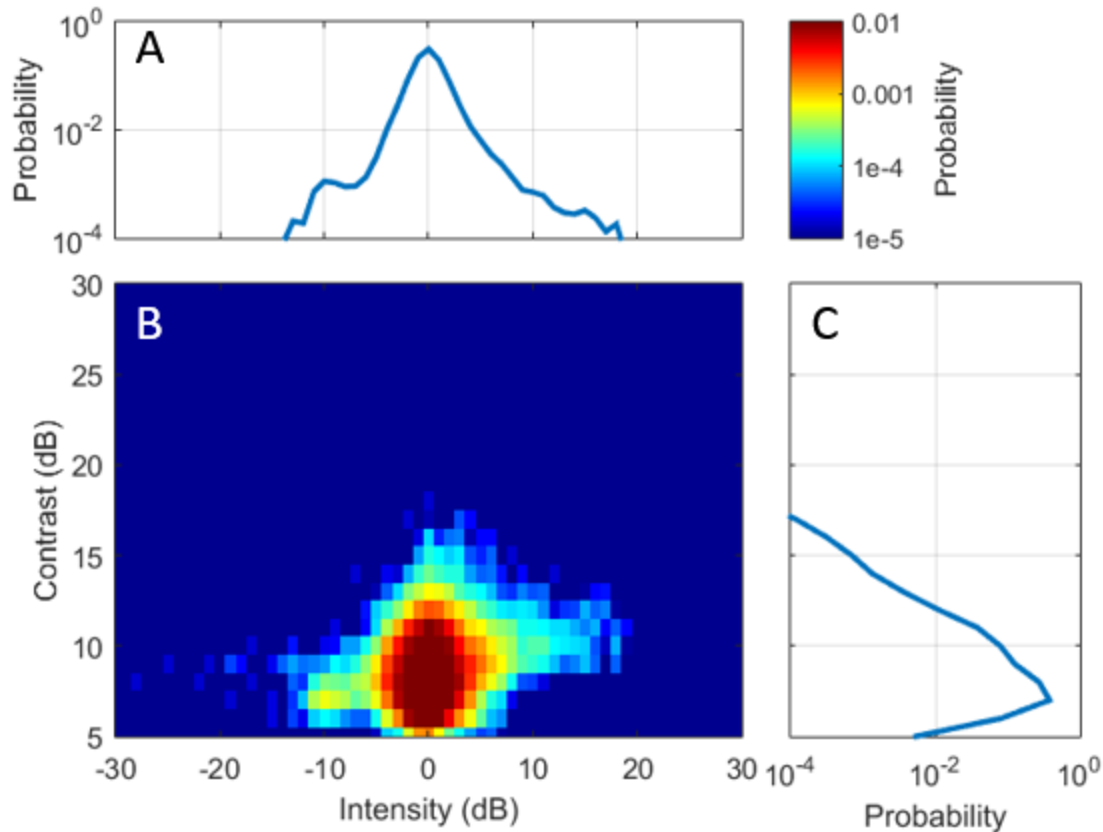 A
Probability
10^0
10^-2
10^-4
0.01
0.001
1e-4
1e-5
Probability
B
Contrast (dB)
30
25
20
15
10
5
-30 -20 -10 0 10 20 30
Intensity (dB)
C
10^-4 10^-2 10^0
Probability